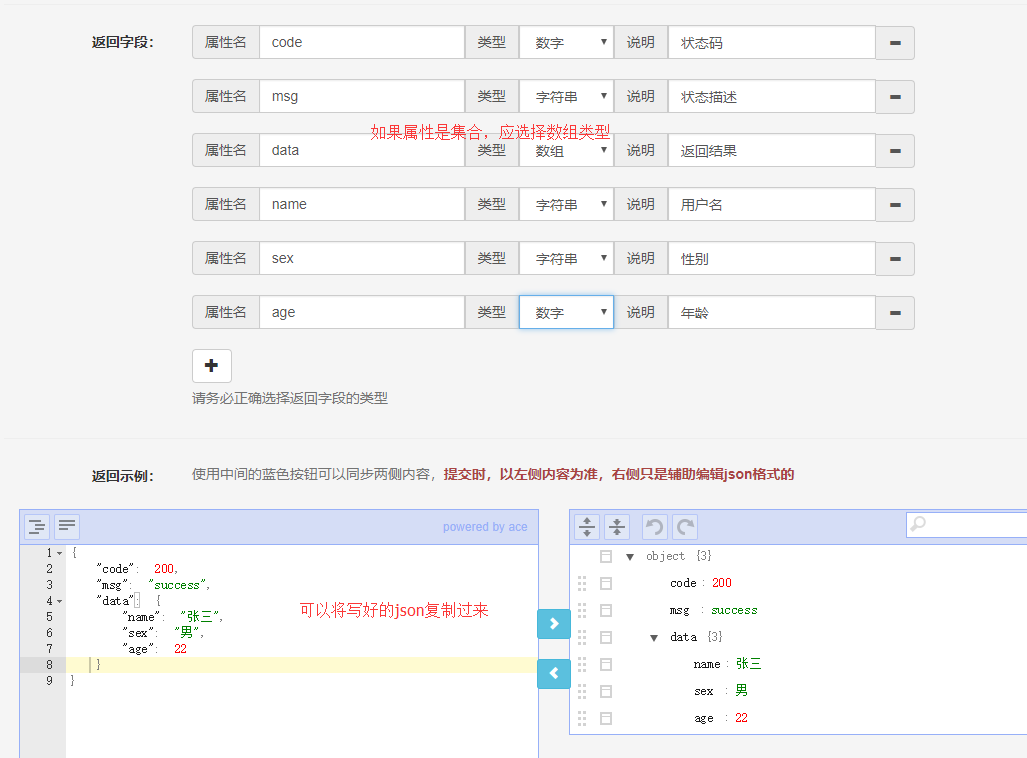 返回字段： 属性名 code 类型 数字 说明 状态码
属性名 msg 类型 字符串 说明 状态描述
如果属性是集合，应选择数组类型
属性名 data 类型 数组 说明 返回结果
属性名 name 类型 字符串 说明 用户名
属性名 sex 类型 字符串 说明 性别
属性名 age 类型 数字 说明 年龄
请务必正确选择返回字段的类型
返回示例： 使用中间的蓝色按钮可以同步两侧内容，提交时，以左侧内容为准，右侧只是辅助编辑json格式的
powered by ace
1 {
2 "code": 200,
3 "msg": "success",
4 "data": {
5 "name": "张三",
6 "sex": "男",
7 "age": 22
8 }
9 }
可以将写好的json复制过来
object {3}
code : 200
msg : success
data {3}
name : 张三
sex : 男
age : 22